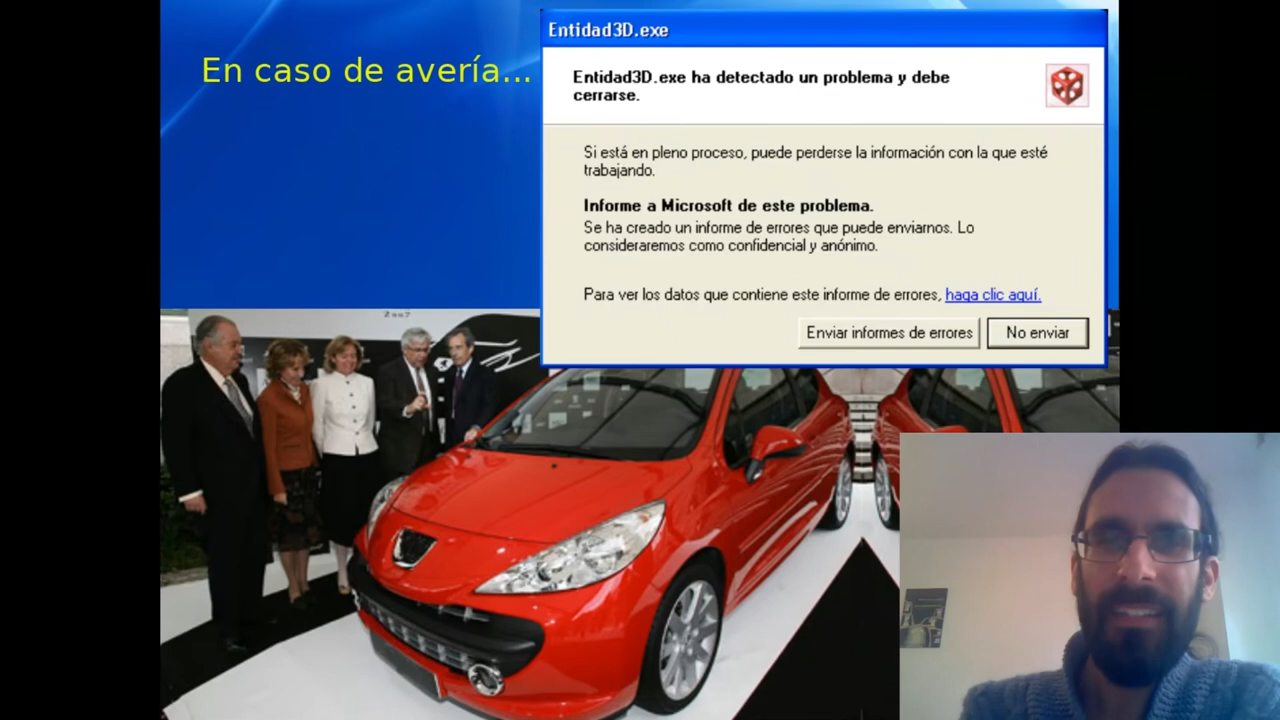 En caso de avería...
Entidad3D.exe
Entidad3D.exe ha detectado un problema y debe
cerrarse.
Si está en pleno proceso, puede perderse la información con la que esté
trabajando.
Informe a Microsoft de este problema.
Se ha creado un informe de errores que puede enviarnos. Lo
consideraremos como confidencial y anónimo.
Para ver los datos que contiene este informe de errores, haga clic aquí.
Enviar informes de errores
No enviar
2007